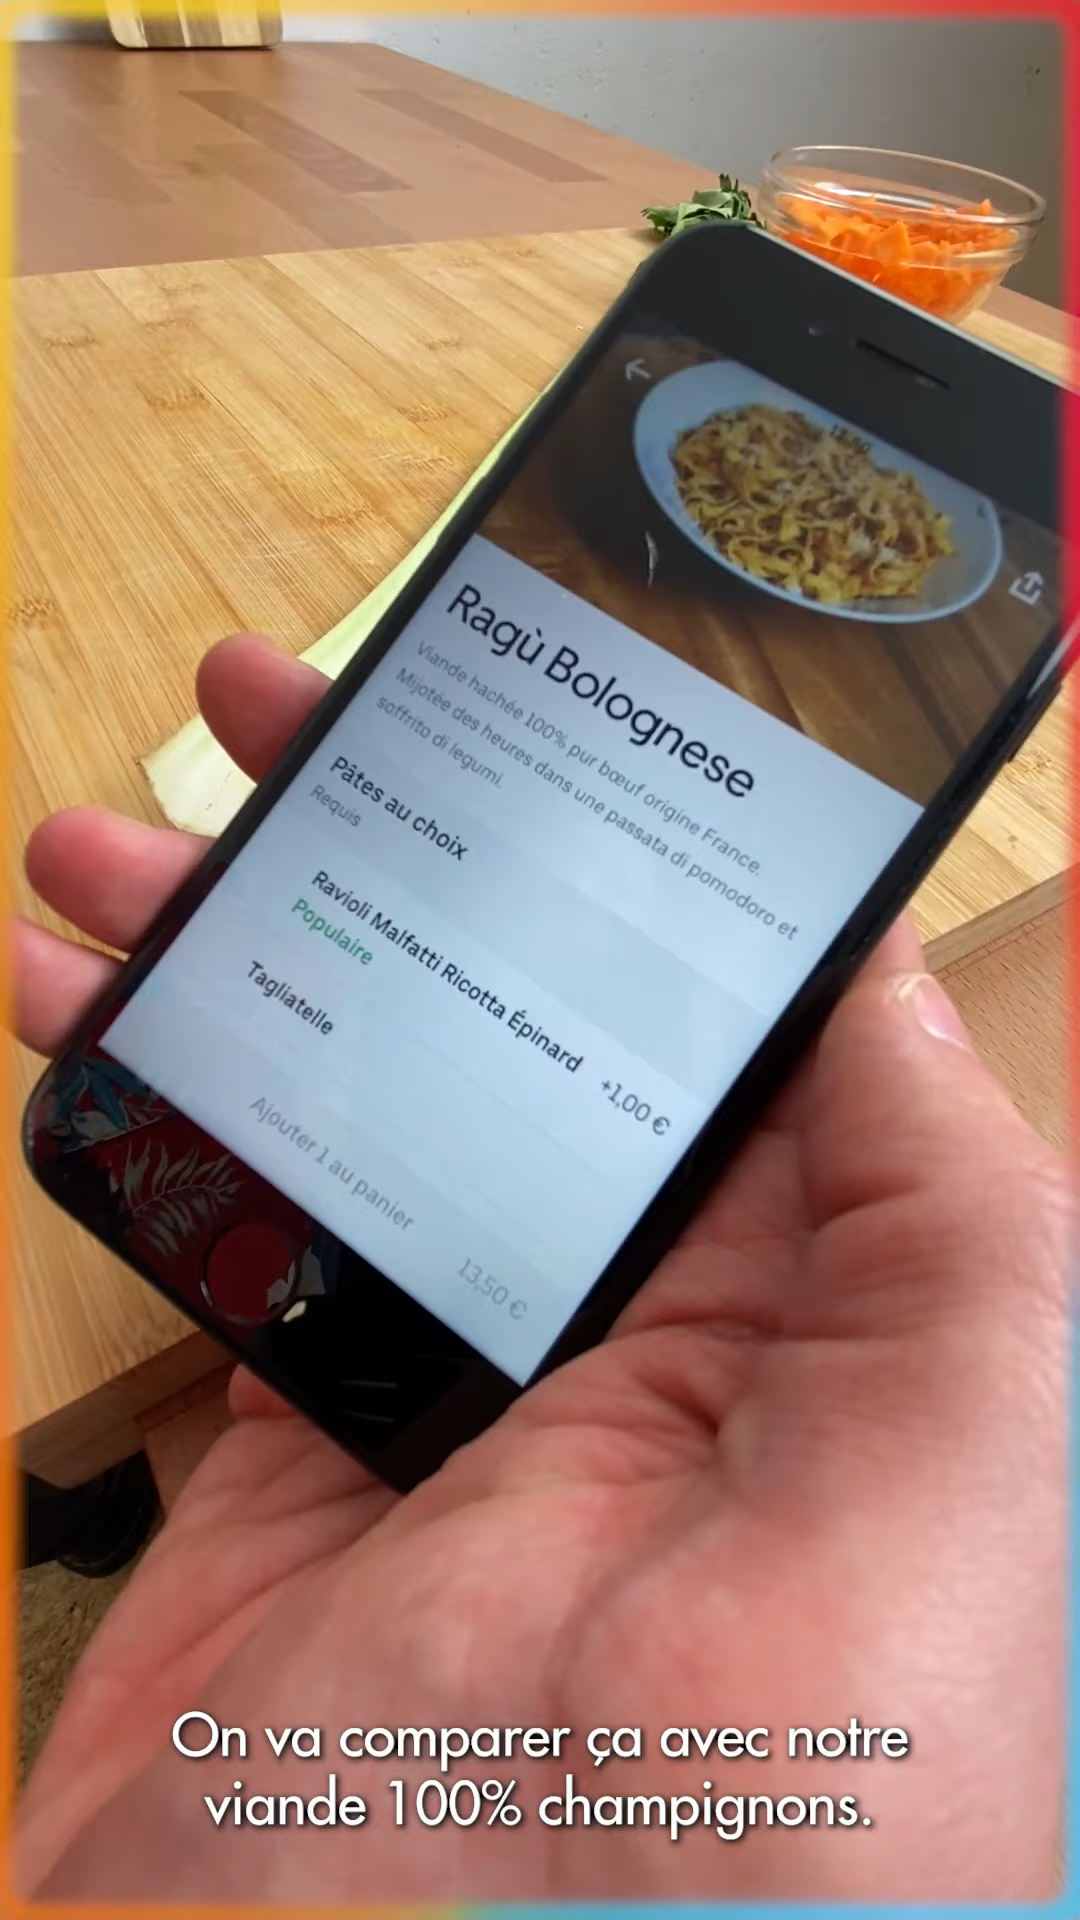 Ragù Bolognese
Viande hachée 100% pur bœuf origine France.
Mijotée des heures dans une passata di pomodoro et
soffrito di legumi.
Pâtes au choix
Requis
Ravioli Malfatti Ricotta Épinard +1,00 €
Populaire
Tagliatelle
Ajouter 1 au panier 13,50 €
On va comparer ça avec notre
viande 100% champignons.